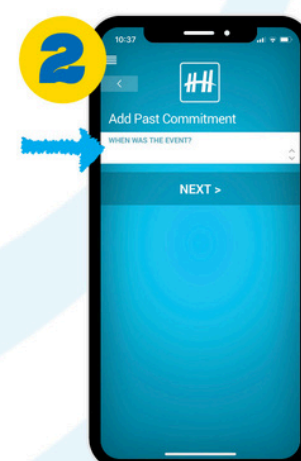 2
10:37
<
Add Past Commitment
WHEN WAS THE EVENT?
NEXT >